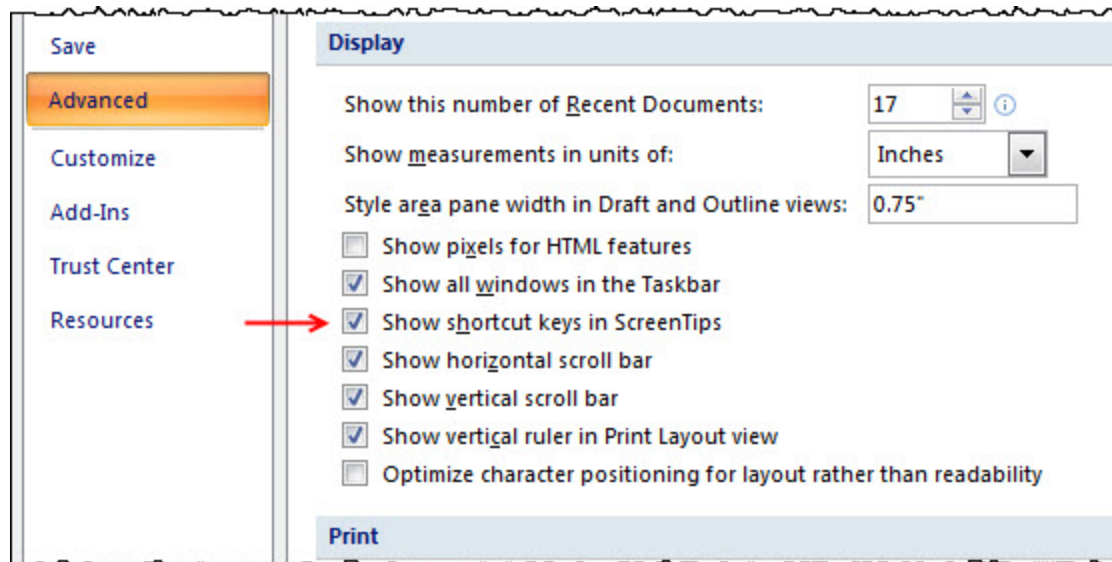 Save
Advanced
Customize
Add-Ins
Trust Center
Resources
Display
Show this number of Recent Documents: 17
Show measurements in units of: Inches
Style area pane width in Draft and Outline views: 0.75"
Show pixels for HTML features
Show all windows in the Taskbar
Show shortcut keys in ScreenTips
Show horizontal scroll bar
Show vertical scroll bar
Show vertical ruler in Print Layout view
Optimize character positioning for layout rather than readability
Print